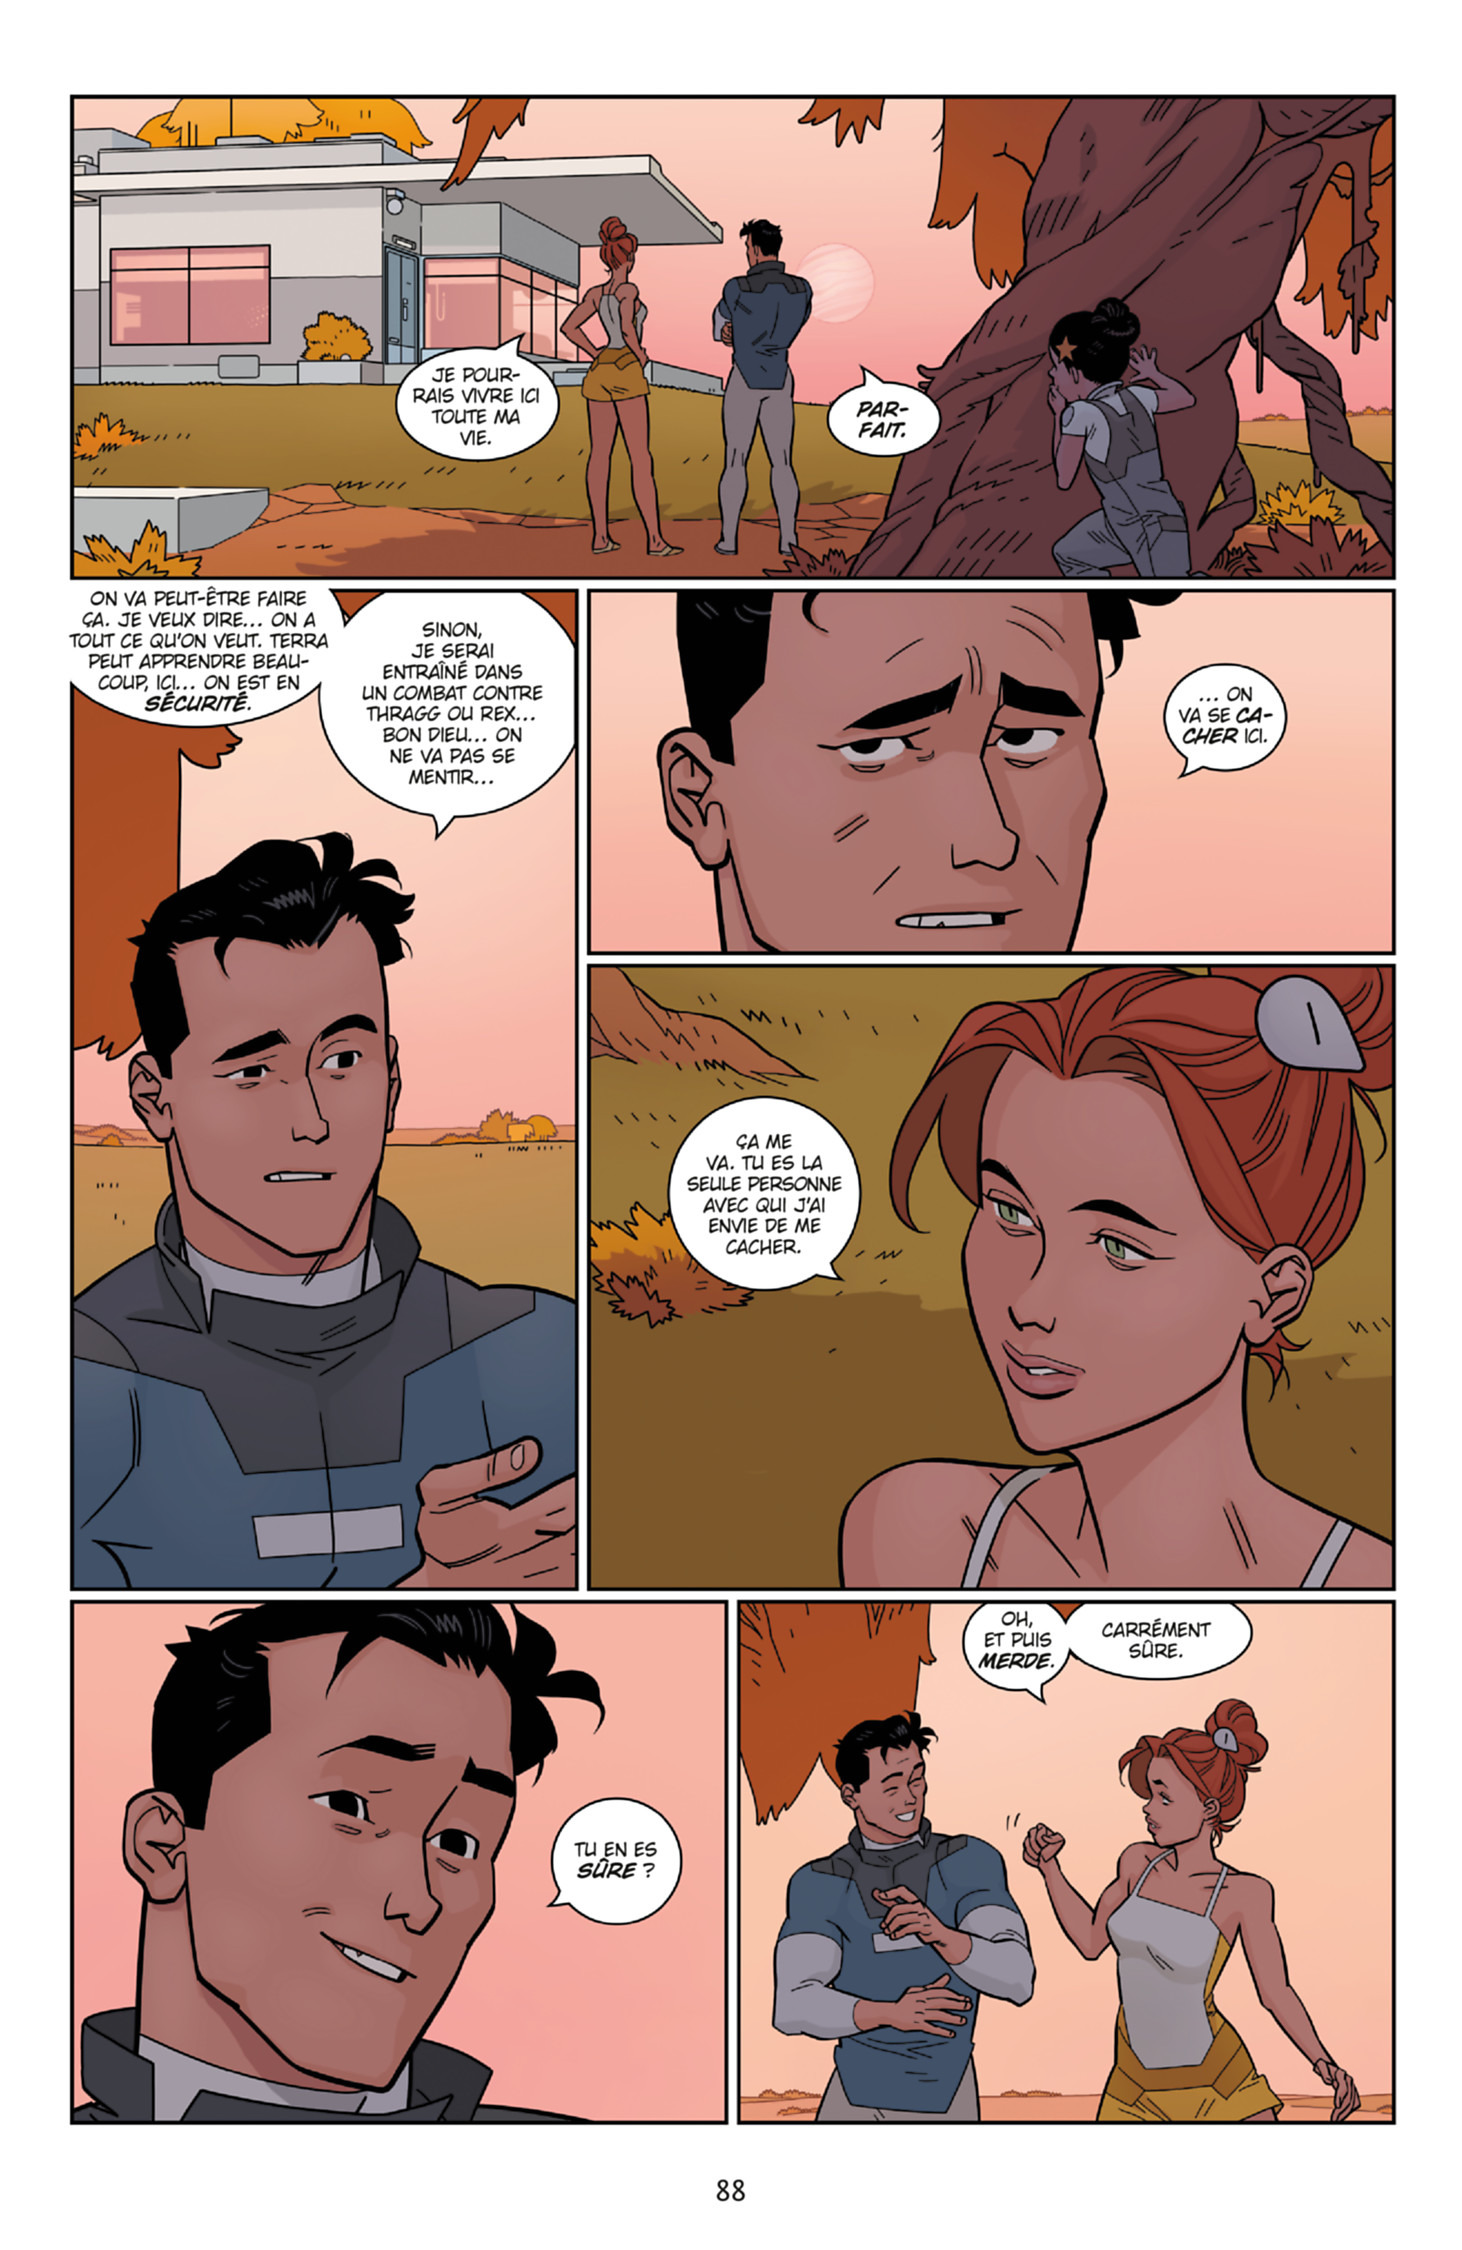 JE POUR-
RAIS VIVRE ICI
TOUTE MA
VIE.
PAR-
FAIT.
ON VA PEUT-ÊTRE FAIRE
ÇA. JE VEUX DIRE... ON A
TOUT CE QU'ON VEUT. TERRA
PEUT APPRENDRE BEAU-
COUP, ICI... ON EST EN
SÉCURITÉ.
SINON,
JE SERAI
ENTRAÎNÉ DANS
UN COMBAT CONTRE
THRAGG OU REX...
BON DIEU... ON
NE VA PAS SE
MENTIR...
... ON
VA SE CA-
CHER ICI.
ÇA ME
VA. TU ES LA
SEULE PERSONNE
AVEC QUI J'AI
ENVIE DE ME
CACHER.
TU EN ES
SÛRE ?
OH,
ET PUIS
MERDE.
CARRÉMENT
SÛRE.
88